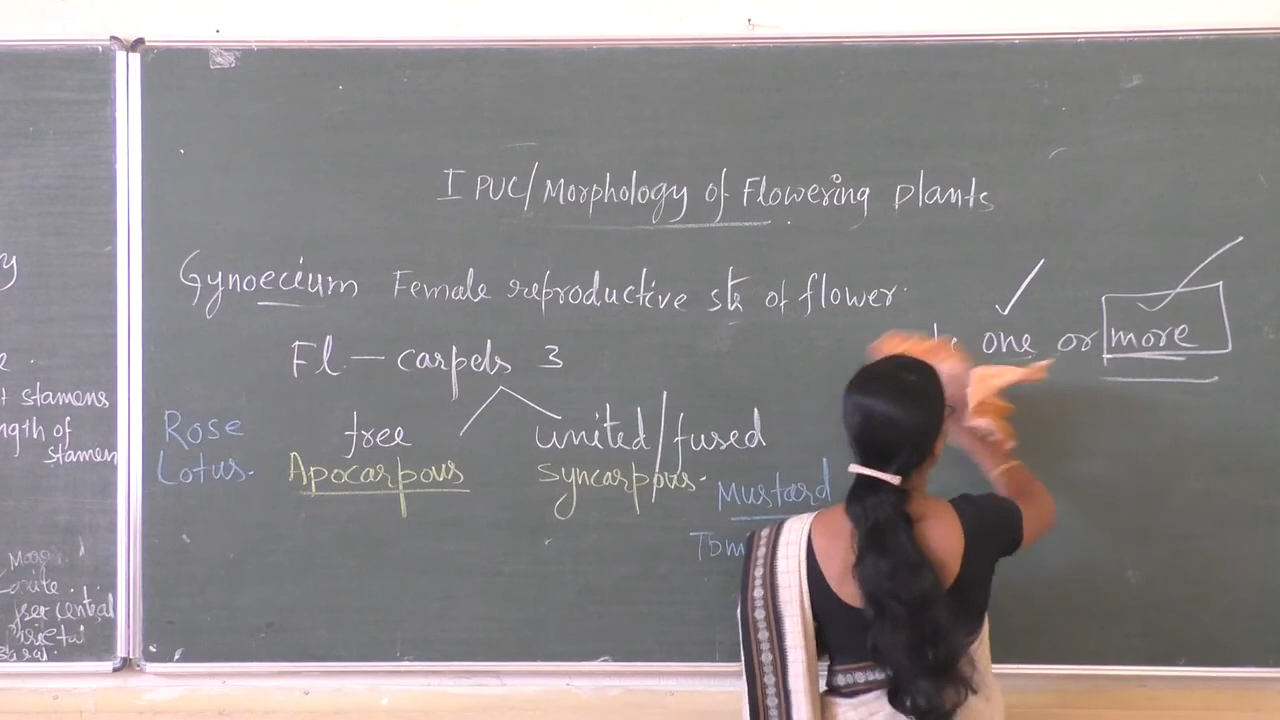 I PUC/Morphology of Flowering Plants
Gynoecium Female reproductive str of flower.
one or more
Fl - carpels 3
free united/fused
Rose
Lotus.
Apocarpous syncarpous.
Mustard
Tom
y
e.
stamens
ngth of
stamen